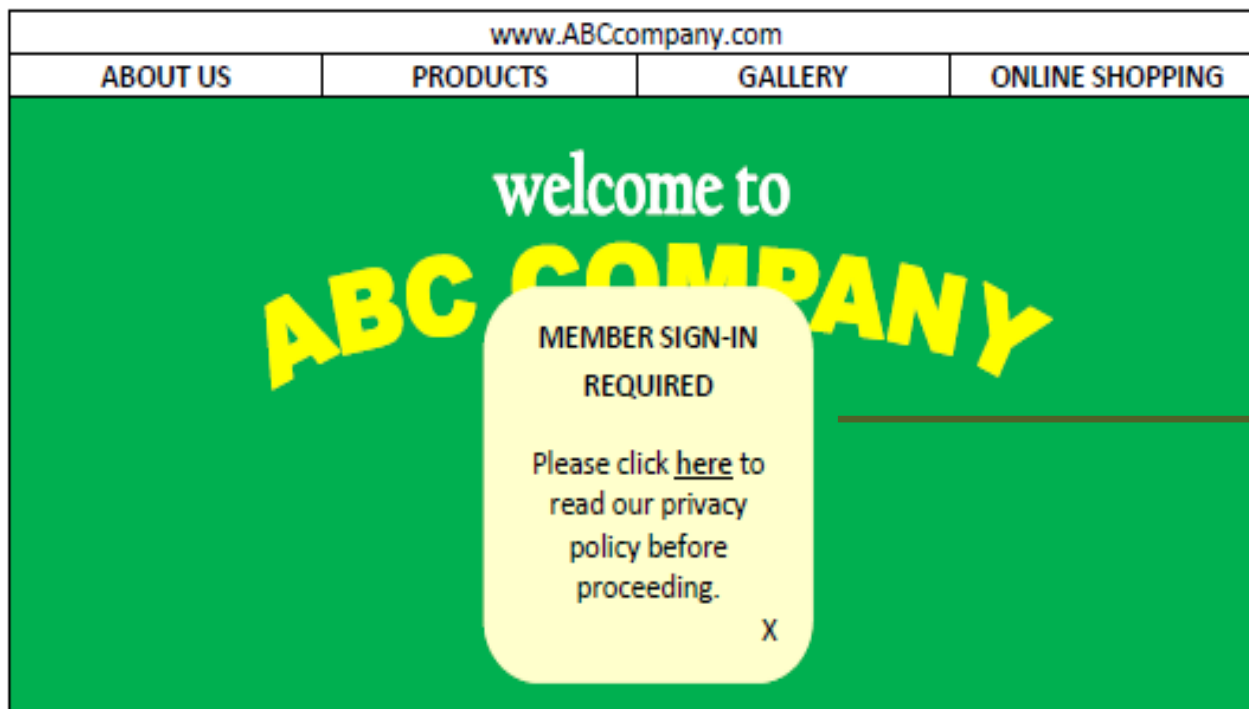 www.ABCcompany.com
ABOUT US PRODUCTS GALLERY ONLINE SHOPPING
welcome to
ABC COMPANY
MEMBER SIGN-IN
REQUIRED
Please click here to
read our privacy
policy before
proceeding.
X